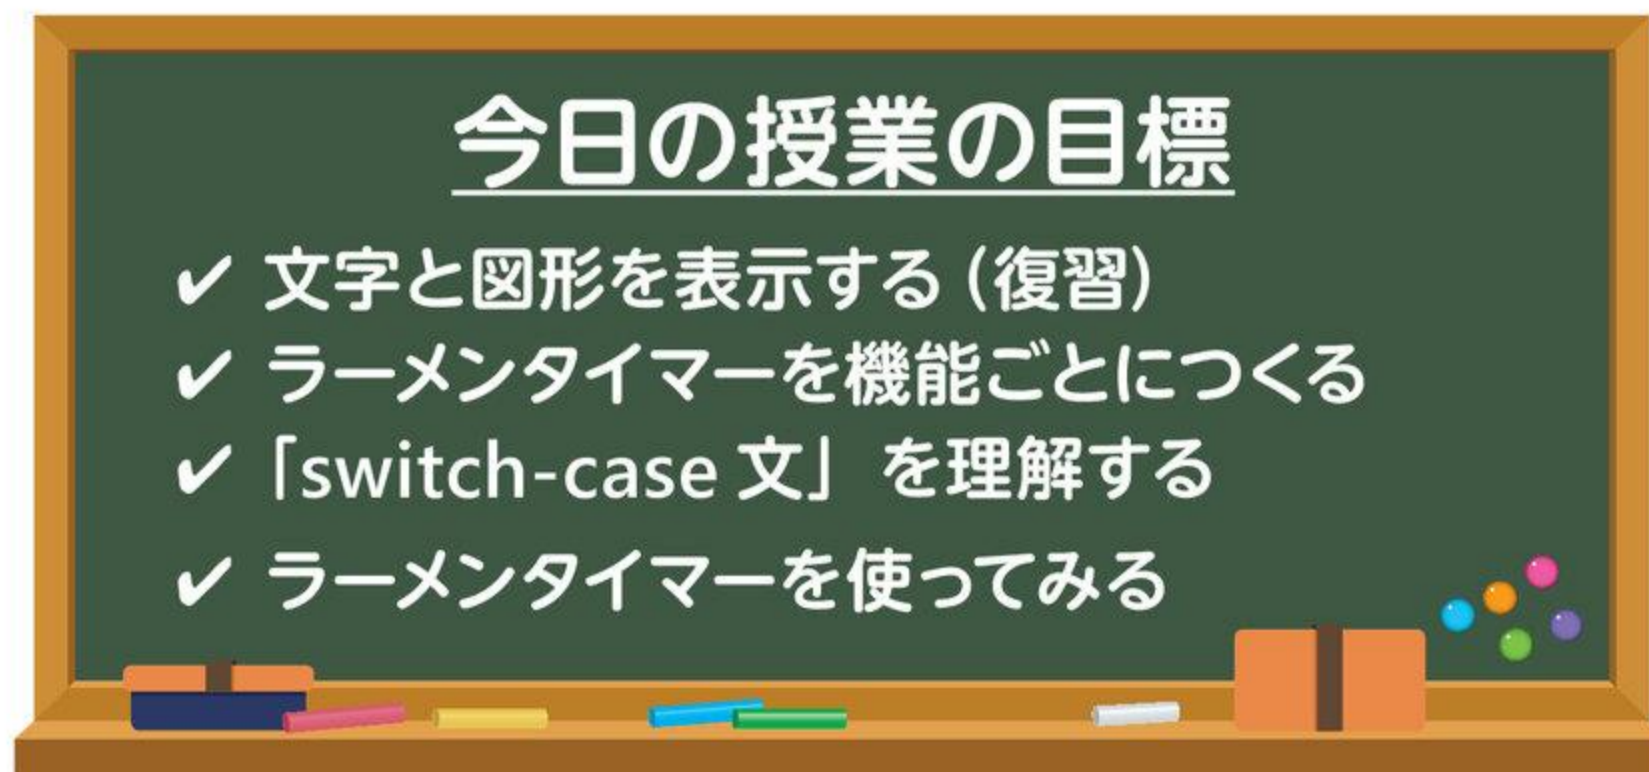 今日の授業の目標
✔ 文字と図形を表示する(復習)
✔ ラーメンタイマーを機能ごとにつくる
✔ 「switch-case 文」を理解する
✔ ラーメンタイマーを使ってみる